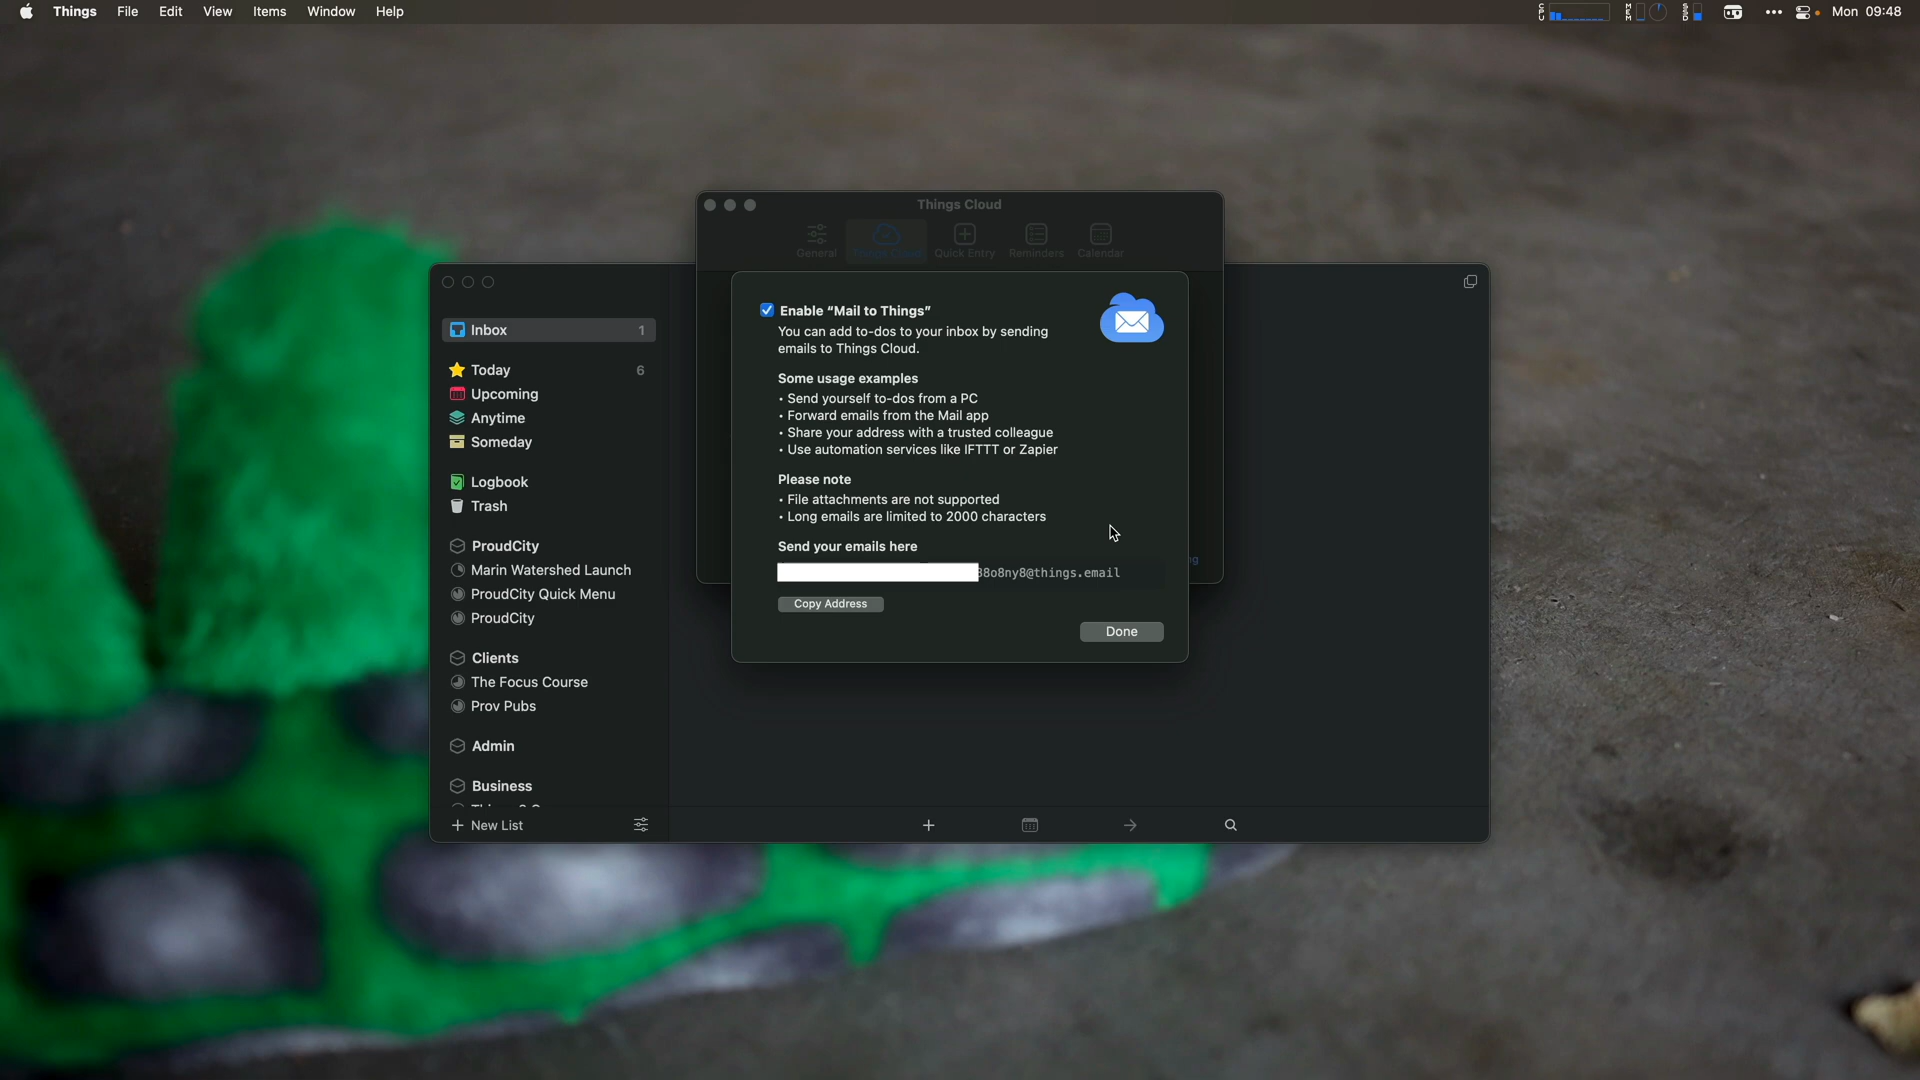 Things File Edit View Items Window Help
CPU MEM SSD Mon 09:48
Things Cloud
General Things Cloud Quick Entry Reminders Calendar
Inbox 1
Today 6
Upcoming
Anytime
Someday
Logbook
Trash
ProudCity
Marin Watershed Launch
ProudCity Quick Menu
ProudCity
Clients
The Focus Course
Prov Pubs
Admin
Business
New List
Enable “Mail to Things”
You can add to-dos to your inbox by sending
emails to Things Cloud.
Some usage examples
• Send yourself to-dos from a PC
• Forward emails from the Mail app
• Share your address with a trusted colleague
• Use automation services like IFTTT or Zapier
Please note
• File attachments are not supported
• Long emails are limited to 2000 characters
Send your emails here
8o8ny8@things.email
Copy Address
Done